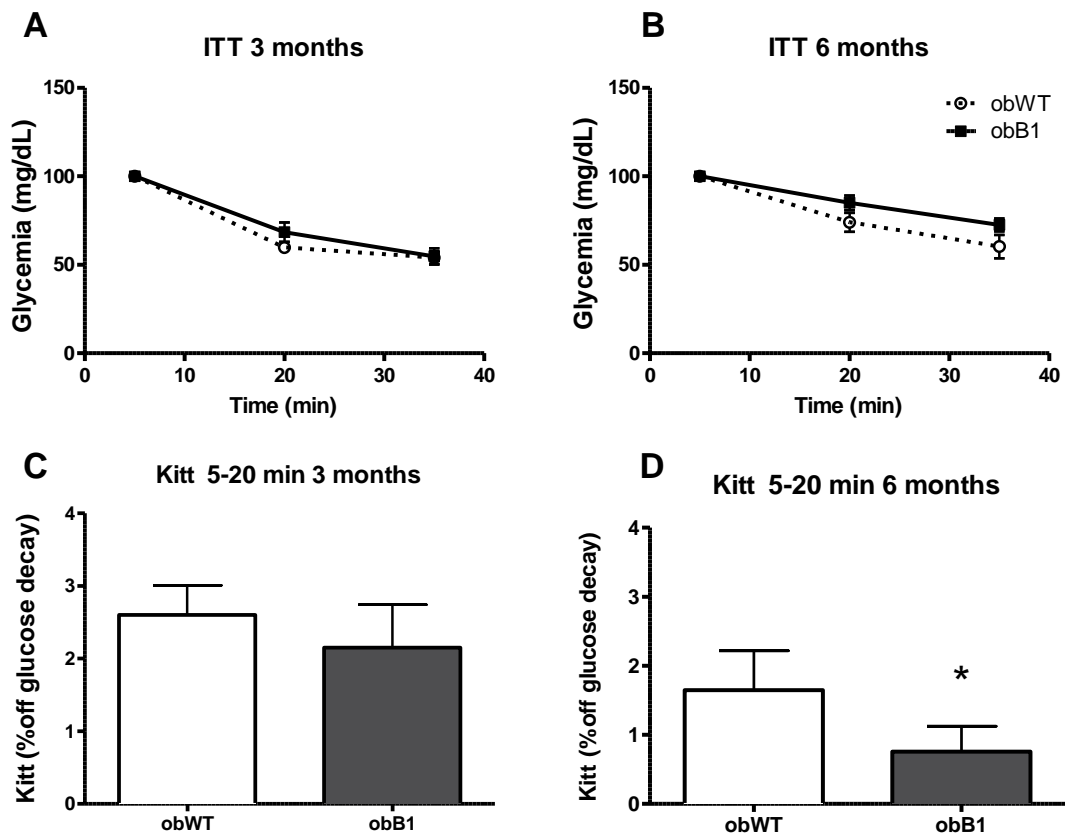 A
ITT 3 months
Glycemia (mg/dL)
150
100
50
0
0 10 20 30 40
Time (min)
B
ITT 6 months
Glycemia (mg/dL)
150
100
50
0
0 10 20 30 40
Time (min)
obWT
obB1
C
Kitt 5-20 min 3 months
Kitt (%off glucose decay)
4
3
2
1
0
obWT obB1
D
Kitt 5-20 min 6 months
Kitt (%off glucose decay)
4
3
2
1
0
*
obWT obB1